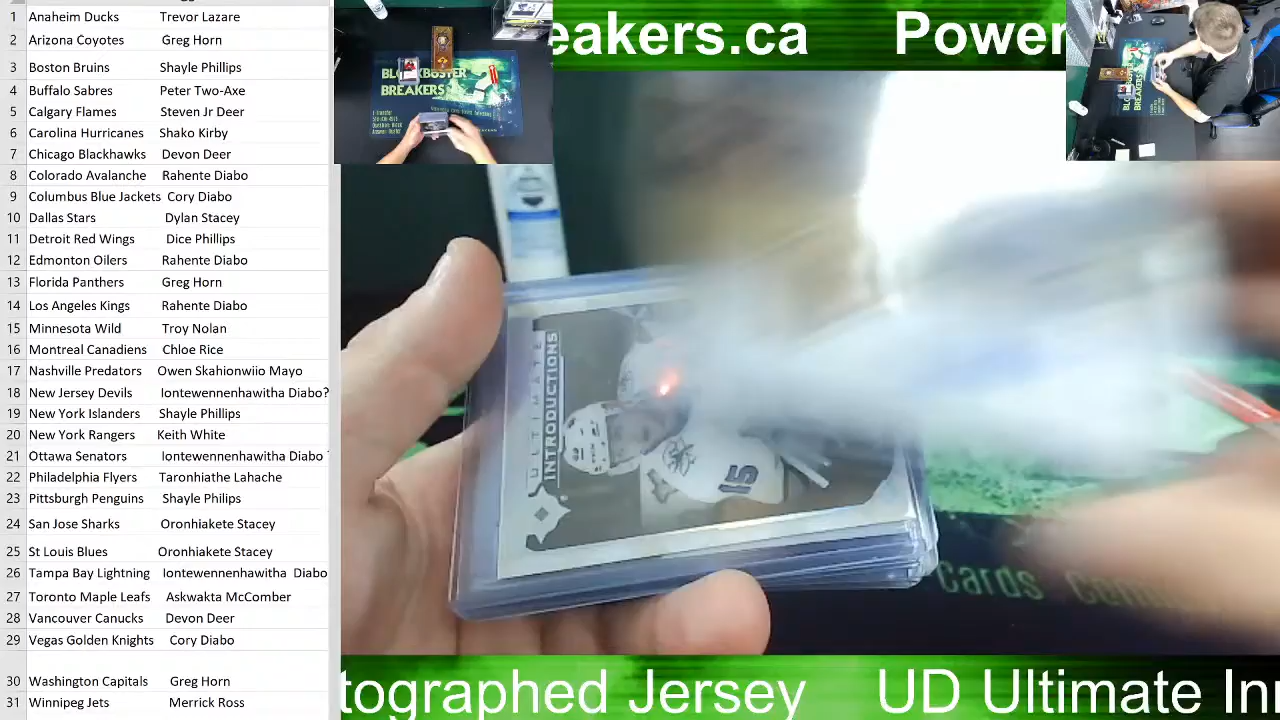 1 Anaheim Ducks Trevor Lazare
2 Arizona Coyotes Greg Horn
3 Boston Bruins Shayle Phillips
4 Buffalo Sabres Peter Two-Axe
5 Calgary Flames Steven Jr Deer
6 Carolina Hurricanes Shako Kirby
7 Chicago Blackhawks Devon Deer
8 Colorado Avalanche Rahente Diabo
9 Columbus Blue Jackets Cory Diabo
10 Dallas Stars Dylan Stacey
11 Detroit Red Wings Dice Phillips
12 Edmonton Oilers Rahente Diabo
13 Florida Panthers Greg Horn
14 Los Angeles Kings Rahente Diabo
15 Minnesota Wild Troy Nolan
16 Montreal Canadiens Chloe Rice
17 Nashville Predators Owen Skahionwiio Mayo
18 New Jersey Devils Iontewennenhawitha Diabo?
19 New York Islanders Shayle Phillips
20 New York Rangers Keith White
21 Ottawa Senators Iontewennenhawitha Diabo
22 Philadelphia Flyers Taronhiathe Lahache
23 Pittsburgh Penguins Shayle Philips
24 San Jose Sharks Oronhiakete Stacey
25 St Louis Blues Oronhiakete Stacey
26 Tampa Bay Lightning Iontewennenhawitha Diabo
27 Toronto Maple Leafs Askwakta McComber
28 Vancouver Canucks Devon Deer
29 Vegas Golden Knights Cory Diabo
30 Washington Capitals Greg Horn
31 Winnipeg Jets Merrick Ross
eakers.ca Power
BREAKERS
ULTIMATE
INTRODUCTIONS
15
Cards
tographed Jersey UD Ultimate In